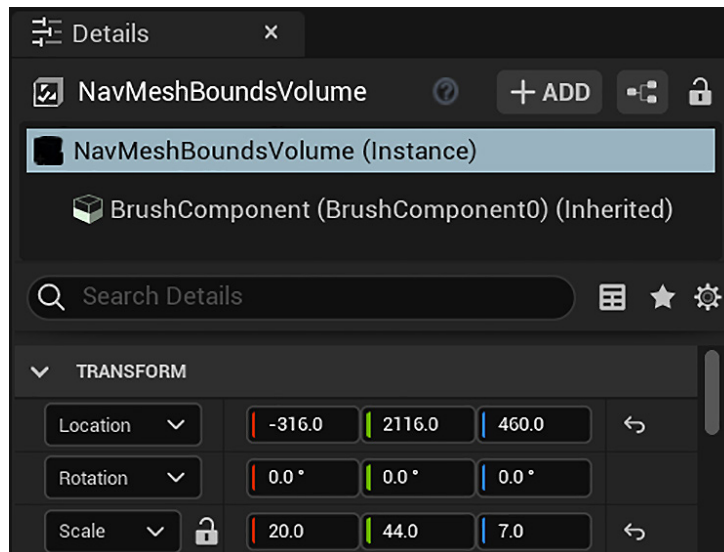 Details ×
NavMeshBoundsVolume ? + ADD
NavMeshBoundsVolume (Instance)
BrushComponent (BrushComponent0) (Inherited)
Search Details
TRANSFORM
Location -316.0 2116.0 460.0
Rotation 0.0 ° 0.0 ° 0.0 °
Scale 20.0 44.0 7.0